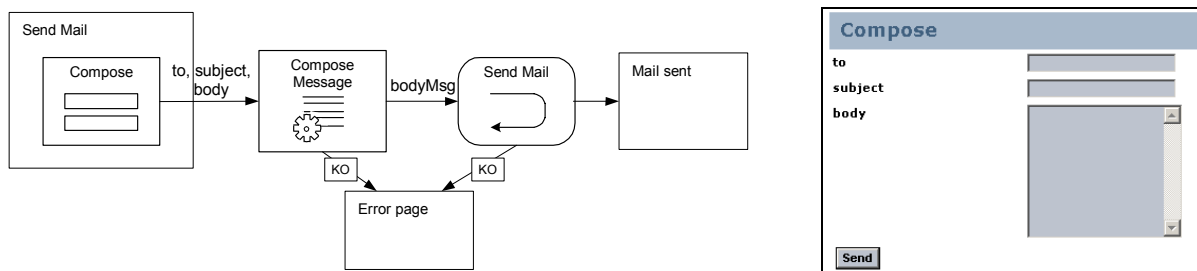 Send Mail
Compose
to, subject,
body
Compose
Message
bodyMsg
Send Mail
Mail sent
KO
KO
Error page
Compose
to
subject
body
Send